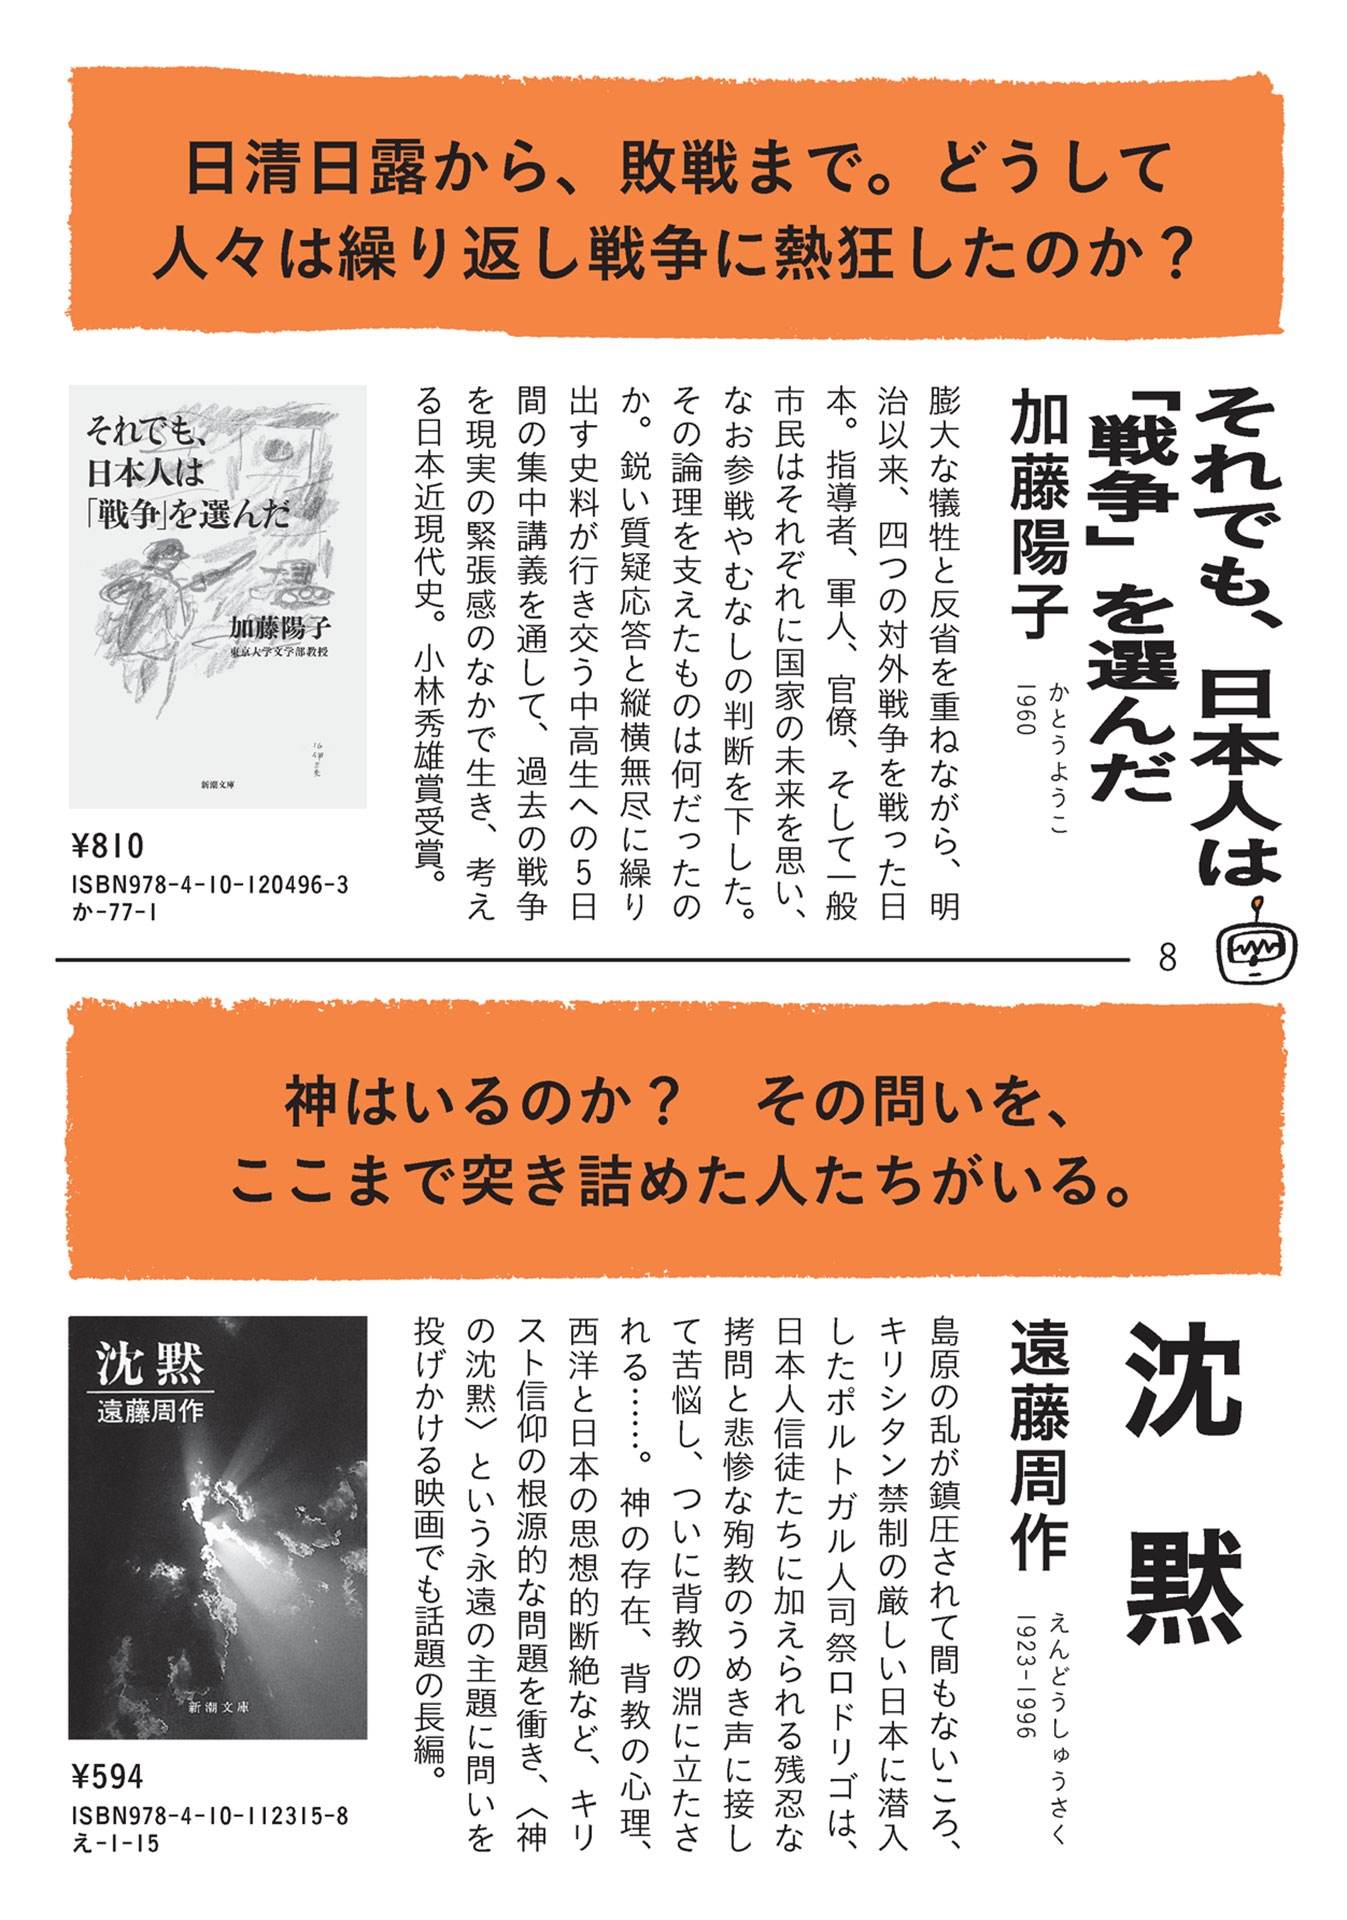 日清日露から、敗戦まで。どうして
人々は繰り返し戦争に熱狂したのか？
それでも、日本人は
「戦争」を選んだ
加藤陽子
かとうようこ
1960
膨大な犠牲と反省を重ねながら、明
治以来、四つの対外戦争を戦った日
本。指導者、軍人、官僚、そして一般
市民はそれぞれに国家の未来を思い、
なお参戦やむなしの判断を下した。
その論理を支えたものは何だったの
か。鋭い質疑応答と縦横無尽に繰り
出す史料が行き交う中高生への5日
間の集中講義を通して、過去の戦争
を現実の緊張感のなかで生き、考え
る日本近現代史。小林秀雄賞受賞。
それでも、
日本人は
「戦争」を選んだ
加藤陽子
東京大学文学部教授
新潮文庫
¥810
ISBN978-4-10-120496-3
か-77-1
8
神はいるのか？　その問いを、
ここまで突き詰めた人たちがいる。
沈黙
遠藤周作
えんどうしゅうさく
1923-1996
島原の乱が鎮圧されて間もないころ、
キリシタン禁制の厳しい日本に潜入
したポルトガル人司祭ロドリゴは、
日本人信徒たちに加えられる残忍な
拷問と悲惨な殉教のうめき声に接し
て苦悩し、ついに背教の淵に立たさ
れる……。神の存在、背教の心理、
西洋と日本の思想的断絶など、キリ
スト信仰の根源的な問題を衝き、〈神
の沈黙〉という永遠の主題に問いを
投げかける映画でも話題の長編。
沈黙
遠藤周作
新潮文庫
¥594
ISBN978-4-10-112315-8
え-1-15